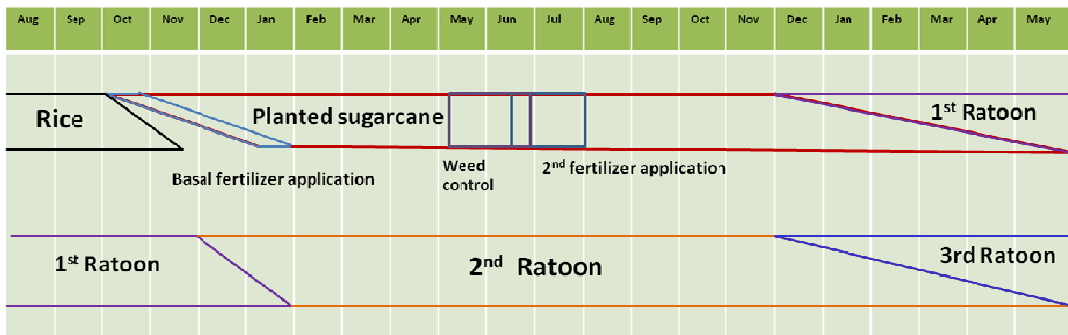 Aug Sep Oct Nov Dec Jan Feb Mar Apr May Jun Jul Aug Sep Oct Nov Dec Jan Feb Mar Apr May
Rice
Planted sugarcane
1st Ratoon
Basal fertilizer application
Weed
control
2nd fertilizer application
1st Ratoon
2nd Ratoon
3rd Ratoon